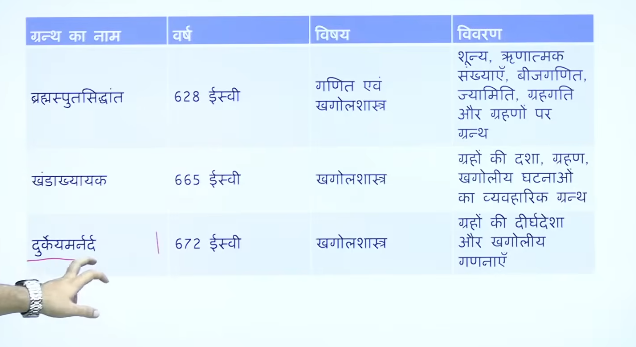 ग्रन्थ का नाम वर्ष विषय विवरण
ब्रह्मस्पुतसिद्धांत 628 ईस्वी गणित एवं खगोलशास्त्र शून्य, ऋणात्मक संख्याएँ, बीजगणित, ज्यामिति, ग्रहगति और ग्रहणों पर ग्रन्थ
खंडाख्यायक 665 ईस्वी खगोलशास्त्र ग्रहों की दशा, ग्रहण, खगोलीय घटनाओं का व्यवहारिक ग्रन्थ
दुर्केयमर्नर्द 672 ईस्वी खगोलशास्त्र ग्रहों की दीर्घदेशा और खगोलीय गणनाएँ